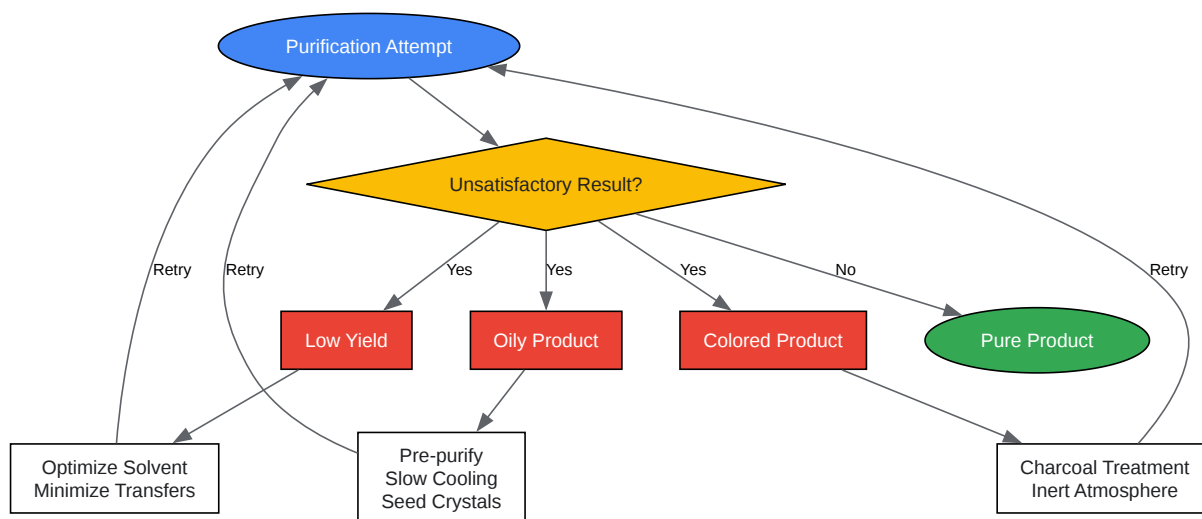 Purification Attempt
Unsatisfactory Result?
Retry
Retry
Yes
Yes
Yes
No
Retry
Low Yield
Oily Product
Colored Product
Pure Product
Optimize Solvent
Minimize Transfers
Pre-purify
Slow Cooling
Seed Crystals
Charcoal Treatment
Inert Atmosphere